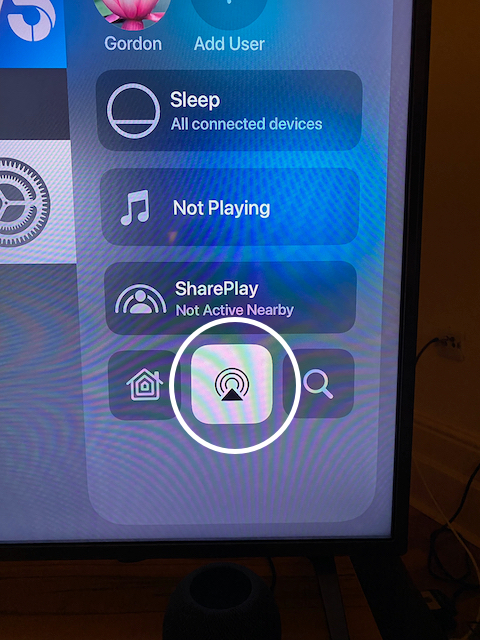 Gordon
Add User
Sleep
All connected devices
Not Playing
SharePlay
Not Active Nearby